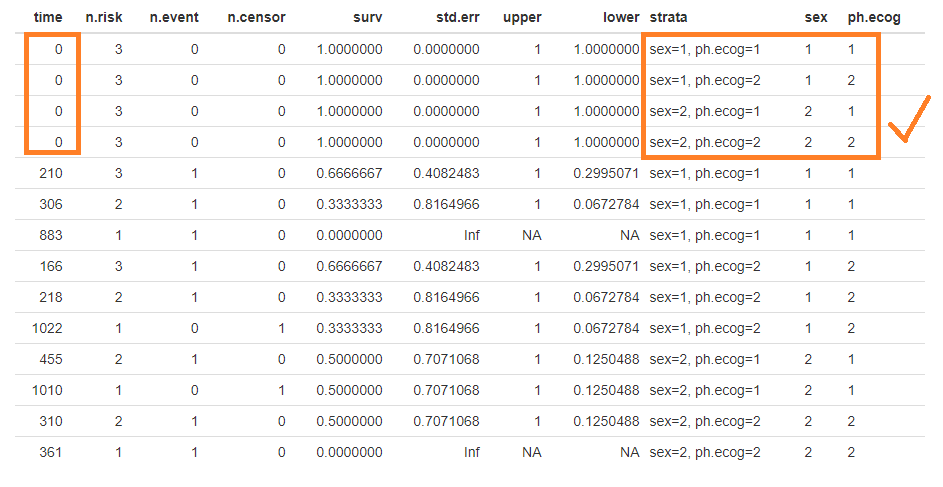 time n.risk n.event n.censor surv std.err upper lower strata sex ph.ecog
0 3 0 0 1.0000000 0.0000000 1 1.0000000 sex=1, ph.ecog=1 1 1
0 3 0 0 1.0000000 0.0000000 1 1.0000000 sex=1, ph.ecog=2 1 2
0 3 0 0 1.0000000 0.0000000 1 1.0000000 sex=2, ph.ecog=1 2 1
0 3 0 0 1.0000000 0.0000000 1 1.0000000 sex=2, ph.ecog=2 2 2
210 3 1 0 0.6666667 0.4082483 1 0.2995071 sex=1, ph.ecog=1 1 1
306 2 1 0 0.3333333 0.8164966 1 0.0672784 sex=1, ph.ecog=1 1 1
883 1 1 0 0.0000000 Inf NA NA sex=1, ph.ecog=1 1 1
166 3 1 0 0.6666667 0.4082483 1 0.2995071 sex=1, ph.ecog=2 1 2
218 2 1 0 0.3333333 0.8164966 1 0.0672784 sex=1, ph.ecog=2 1 2
1022 1 0 1 0.3333333 0.8164966 1 0.0672784 sex=1, ph.ecog=2 1 2
455 2 1 0 0.5000000 0.7071068 1 0.1250488 sex=2, ph.ecog=1 2 1
1010 1 0 1 0.5000000 0.7071068 1 0.1250488 sex=2, ph.ecog=1 2 1
310 2 1 0 0.5000000 0.7071068 1 0.1250488 sex=2, ph.ecog=2 2 2
361 1 1 0 0.0000000 Inf NA NA sex=2, ph.ecog=2 2 2